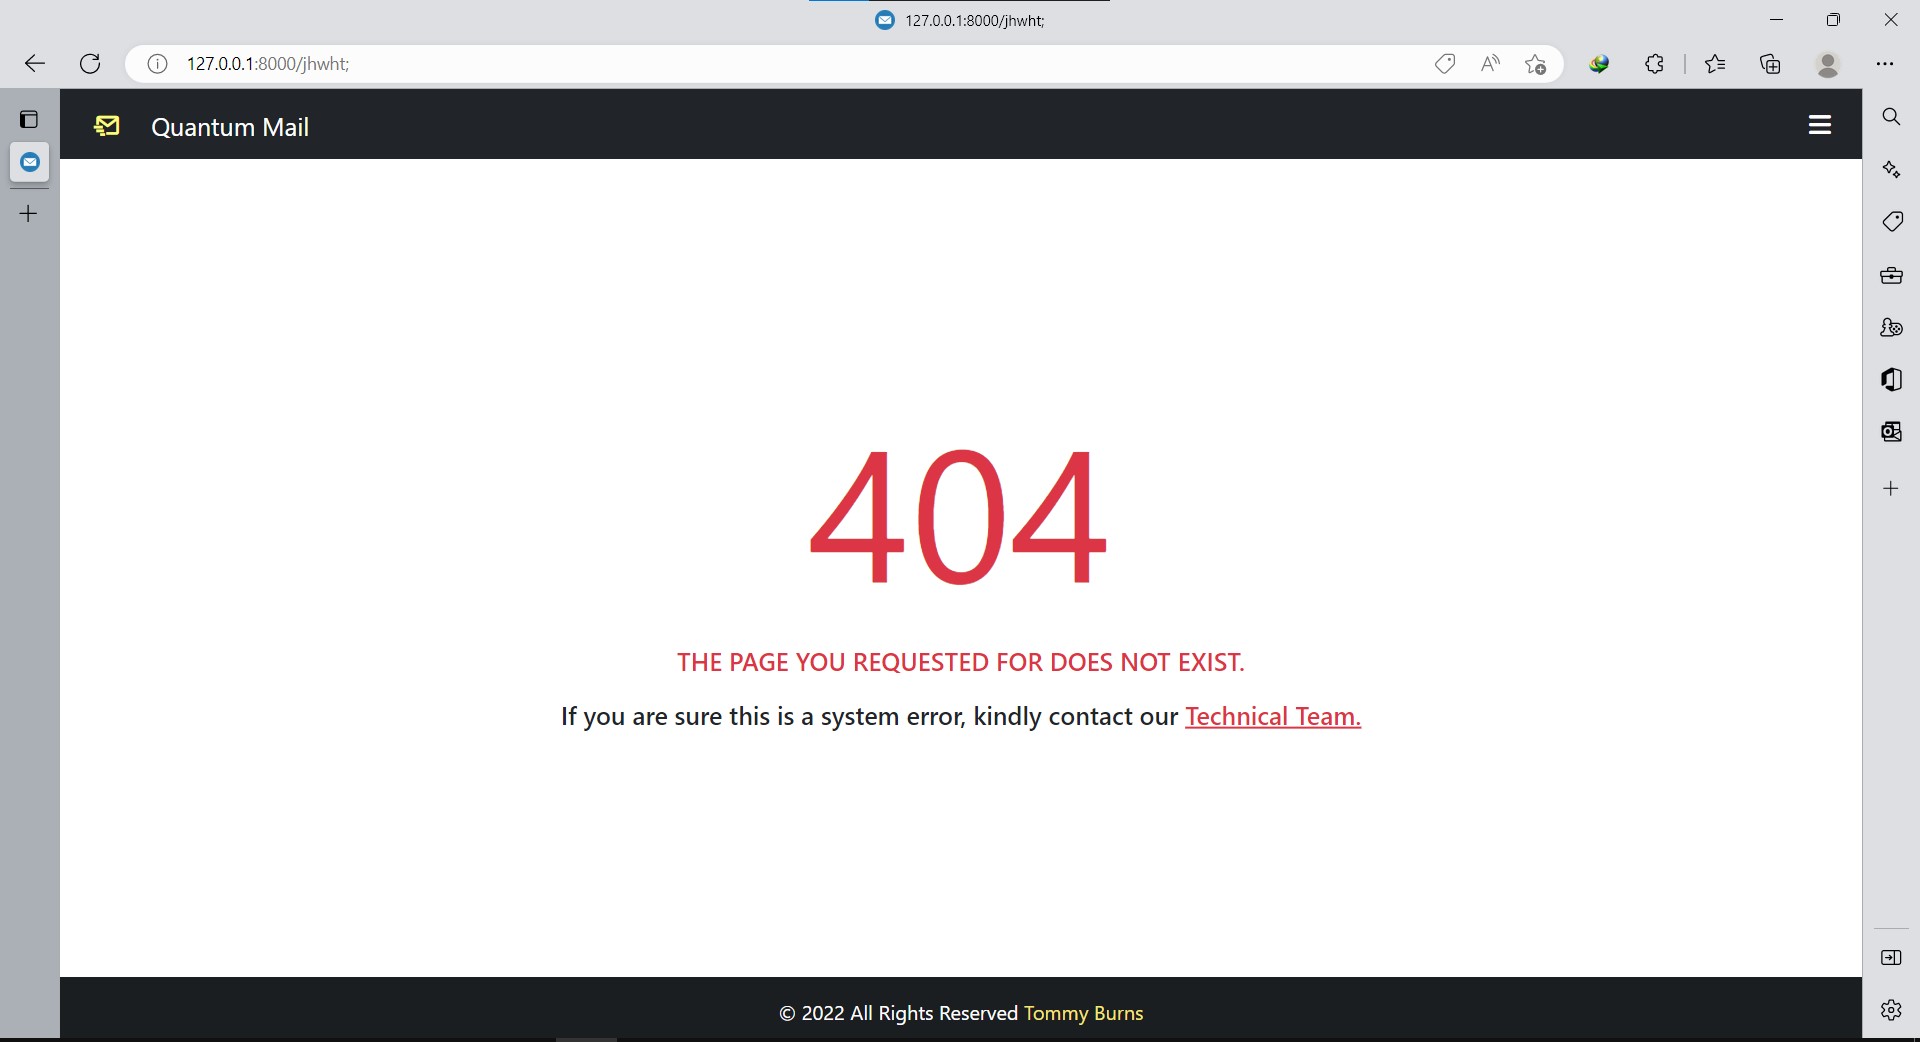 127.0.0.1:8000/jhwht;
127.0.0.1:8000/jhwht;
Quantum Mail
404
THE PAGE YOU REQUESTED FOR DOES NOT EXIST.
If you are sure this is a system error, kindly contact our Technical Team.
© 2022 All Rights Reserved Tommy Burns